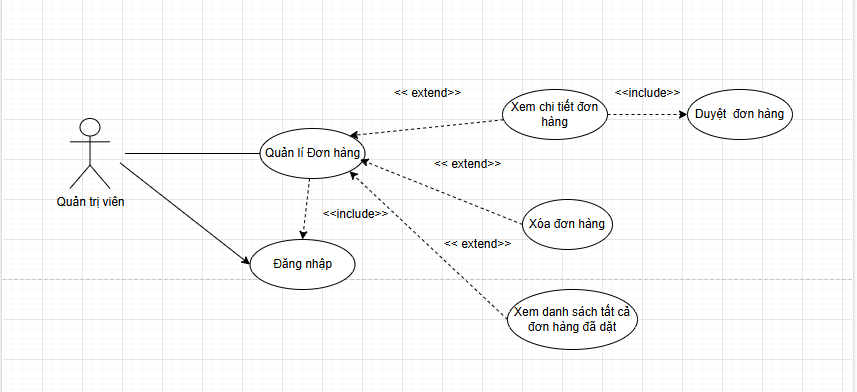 << extend>>
<<include>>
Xem chi tiết đơn
hàng
Duyệt đơn hàng
Quản lí Đơn hàng
<< extend>>
Quản trị viên
<<include>>
Xóa đơn hàng
<< extend>>
Đăng nhập
Xem danh sách tất cả
đơn hàng đã dặt